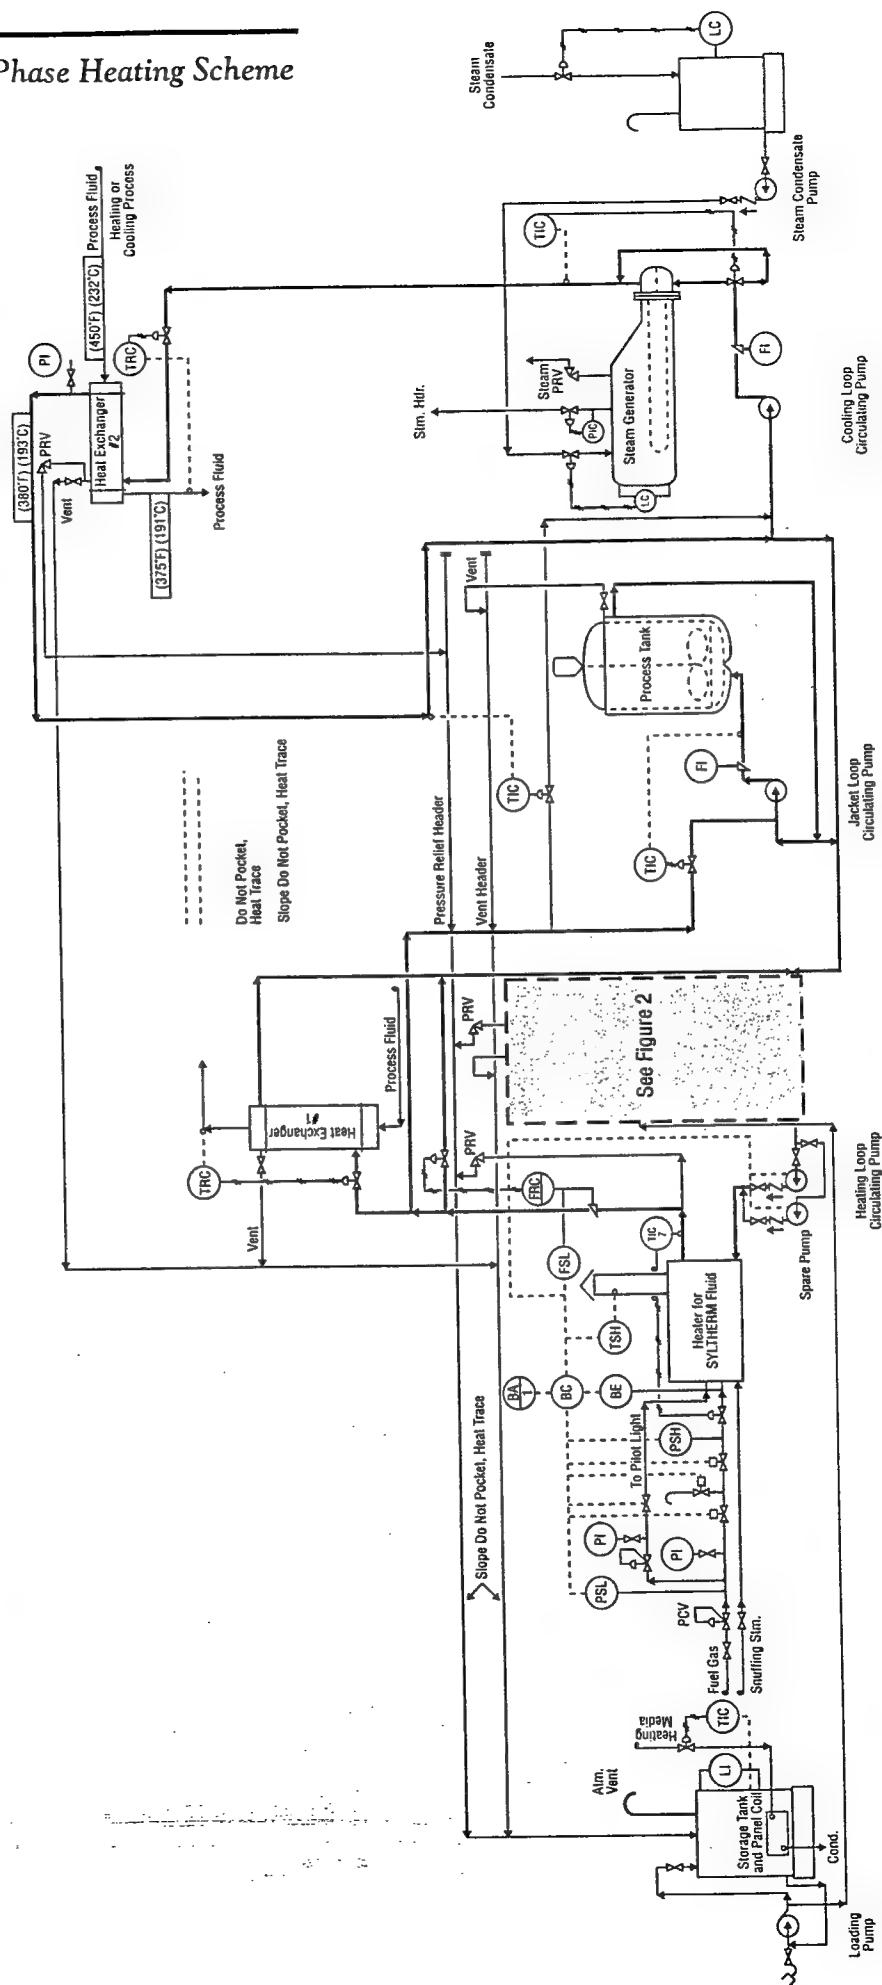 Phase Heating Scheme
LC
Steam
Condensate
Steam Condensate
Pump
Process Fluid
Heating or
Cooling Process
(450°F) (232°C)
PI
TRC
(380°F) (193°C)
PRV
Vent
Heat Exchanger
#2
(375°F) (191°C)
Process Fluid
TIC
Steam
PRV
Stm. Hdr.
PIC
Steam Generator
LC
FI
Cooling Loop
Circulating Pump
Vent
Process Tank
TIC
FI
TIC
Jacket Loop
Circulating Pump
Do Not Pocket,
Heat Trace
Slope Do Not Pocket, Heat Trace
Pressure Relief Header
Vent Header
PRV
See Figure 2
Process Fluid
Heat Exchanger
#1
TRC
Vent
PRV
FRC
FSL
TIC
7
TSH
Heater for
SYLTHERM Fluid
Heating Loop
Circulating Pump
Spare Pump
BA
1
BC
BE
To Pilot Light
PSH
PI
PI
PSL
PCV
Fuel Gas
Snuffing Stm.
Slope Do Not Pocket, Heat Trace
Heating
Media
TIC
LI
Atm.
Vent
Storage Tank
and Panel Coil
Cond.
Loading
Pump